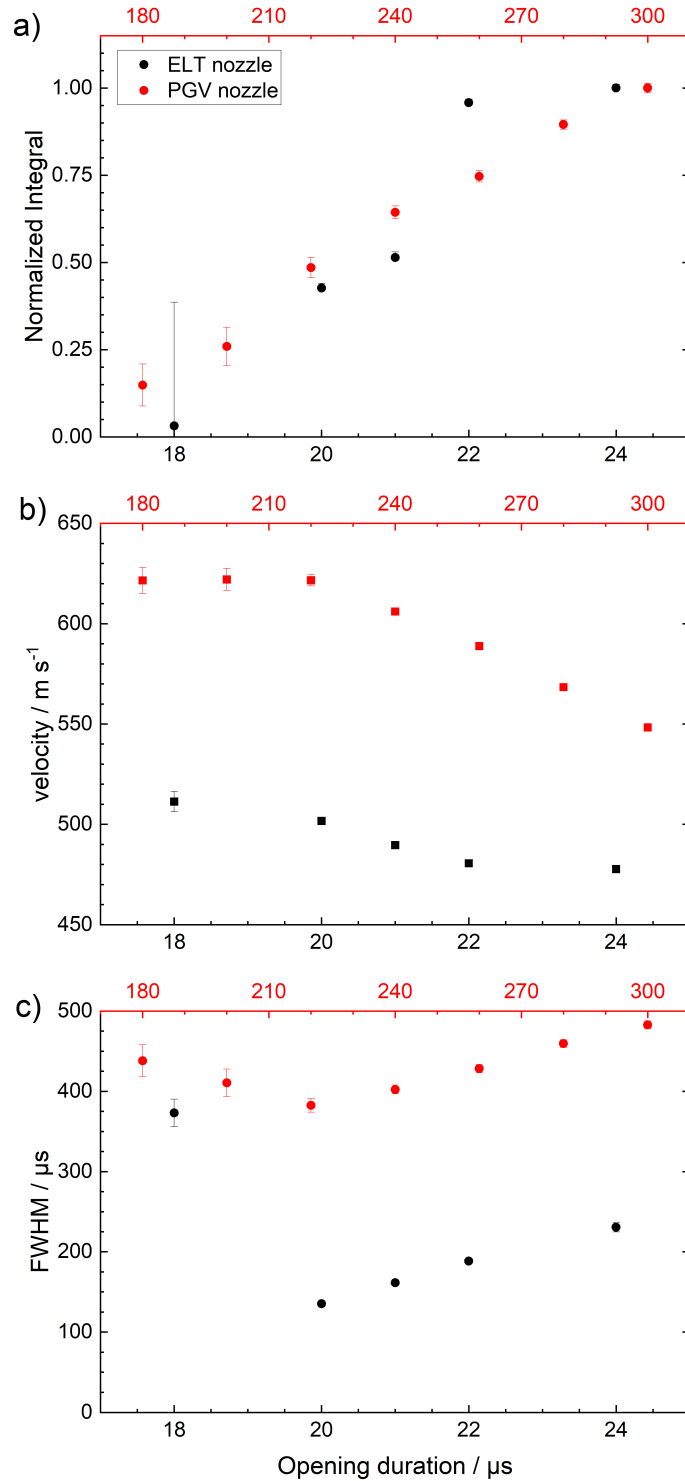 a)
180 210 240 270 300
ELT nozzle
PGV nozzle
1.00
0.75
0.50
0.25
0.00
Normalized Integral
18 20 22 24
b)
180 210 240 270 300
650
600
550
500
450
velocity / m s⁻¹
18 20 22 24
c)
180 210 240 270 300
500
400
300
200
100
0
FWHM / µs
18 20 22 24
Opening duration / µs